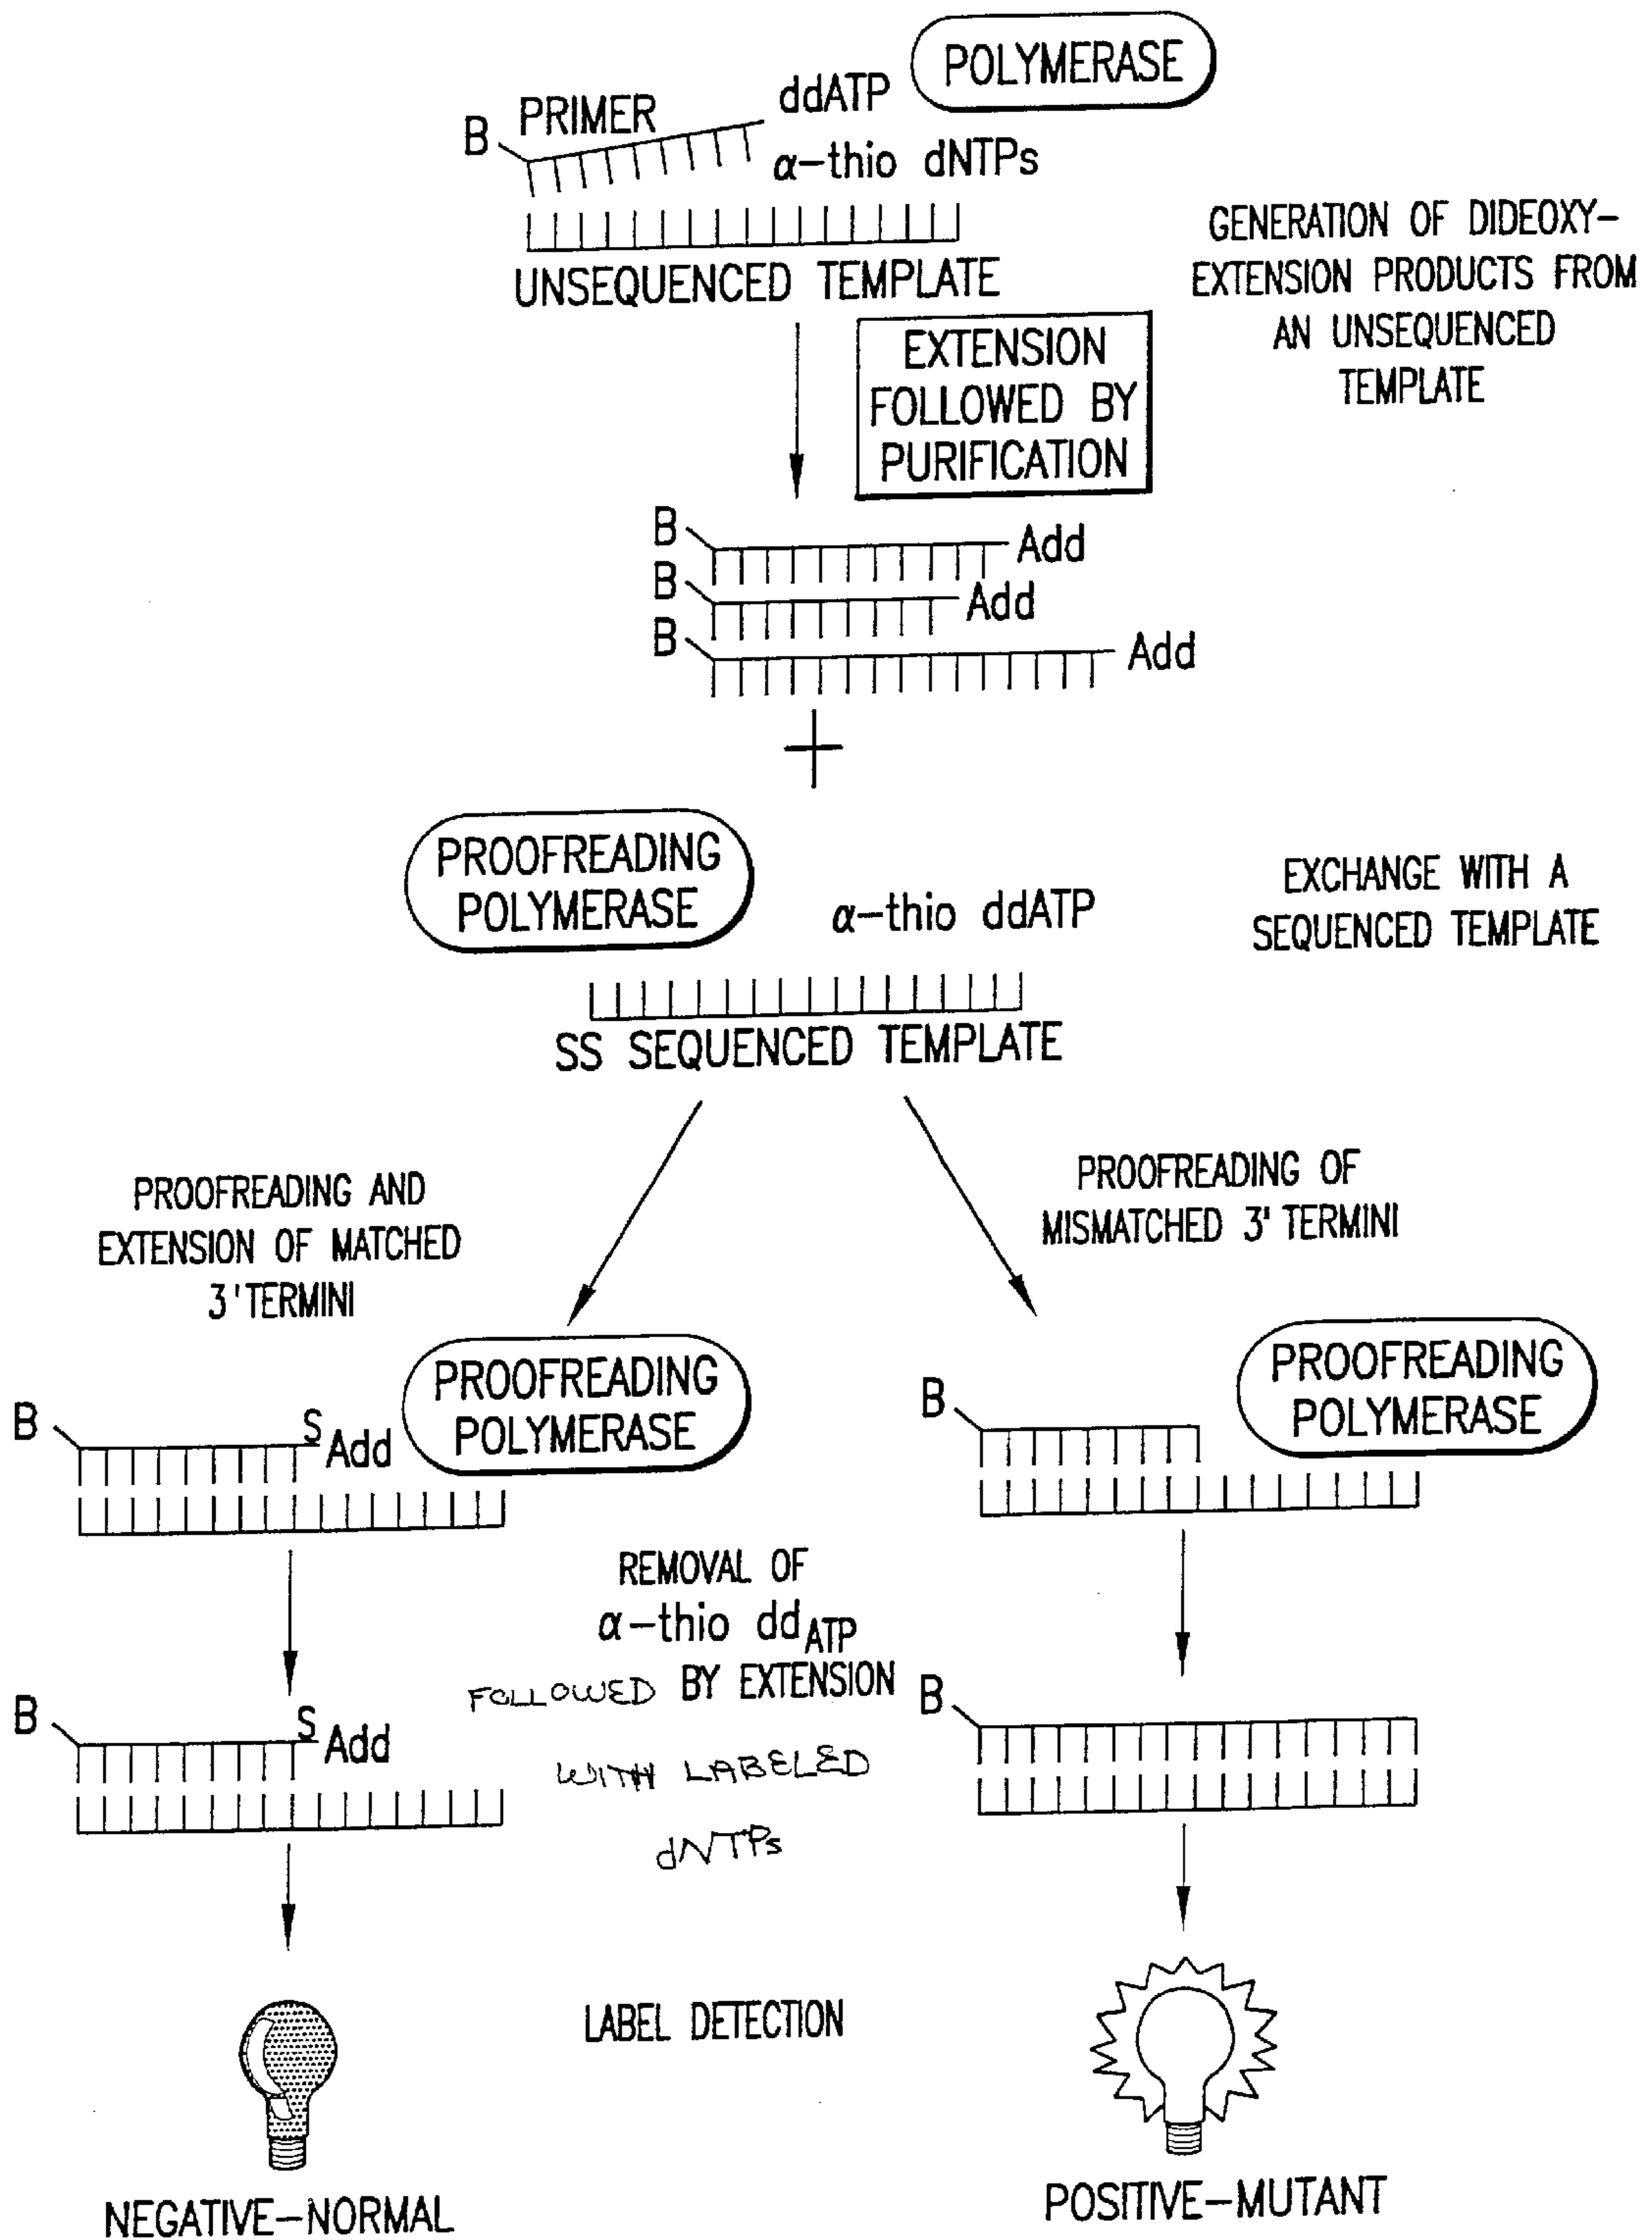 POLYMERASE
ddATP
B PRIMER
α-thio dNTPs
UNSEQUENCED TEMPLATE
GENERATION OF DIDEOXY-
EXTENSION PRODUCTS FROM
AN UNSEQUENCED
TEMPLATE
EXTENSION
FOLLOWED BY
PURIFICATION
B Add
B Add
B Add
+
PROOFREADING
POLYMERASE
α-thio ddATP
EXCHANGE WITH A
SEQUENCED TEMPLATE
SS SEQUENCED TEMPLATE
PROOFREADING AND
EXTENSION OF MATCHED
3' TERMINI
PROOFREADING OF
MISMATCHED 3' TERMINI
PROOFREADING
POLYMERASE
B S Add
PROOFREADING
POLYMERASE
B
REMOVAL OF
α-thio ddATP
FOLLOWED BY EXTENSION
WITH LABELED
dNTPs
B S Add
B
LABEL DETECTION
NEGATIVE-NORMAL
POSITIVE-MUTANT